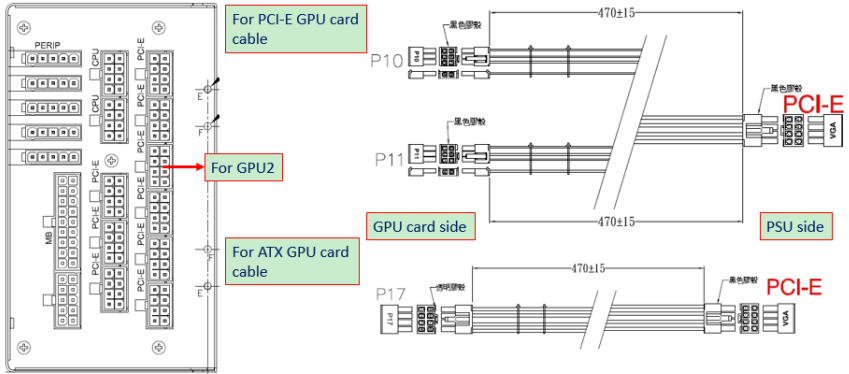 PERIP
CPU
CPU
PCI-E
PCI-E
PCI-E
PCI-E
PCI-E
PCI-E
PCI-E
PCI-E
PCI-E
MB
E
F
F
E
For PCI-E GPU card
cable
For GPU2
For ATX GPU card
cable
470±15
黑色膠殼
P10
P10
黑色膠殼
P11
P11
黑色膠殼
PCI-E
VGA
470±15
GPU card side
PSU side
470±15
透明膠殼
P17
P17
黑色膠殼
PCI-E
VGA